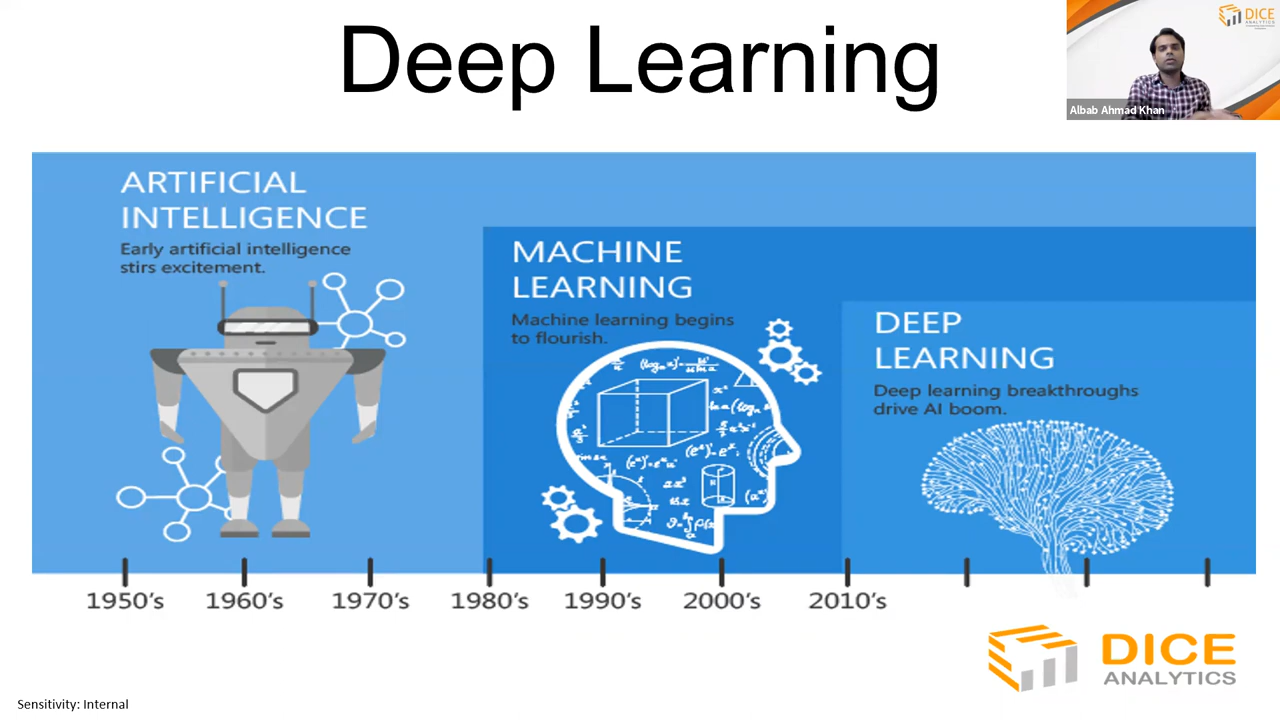 Deep Learning
DICE
ANALYTICS
Albab Ahmad Khan
ARTIFICIAL
INTELLIGENCE
Early artificial intelligence
stirs excitement.
MACHINE
LEARNING
Machine learning begins
to flourish.
DEEP
LEARNING
Deep learning breakthroughs
drive AI boom.
1950's 1960's 1970's 1980's 1990's 2000's 2010's
DICE
ANALYTICS
Sensitivity: Internal